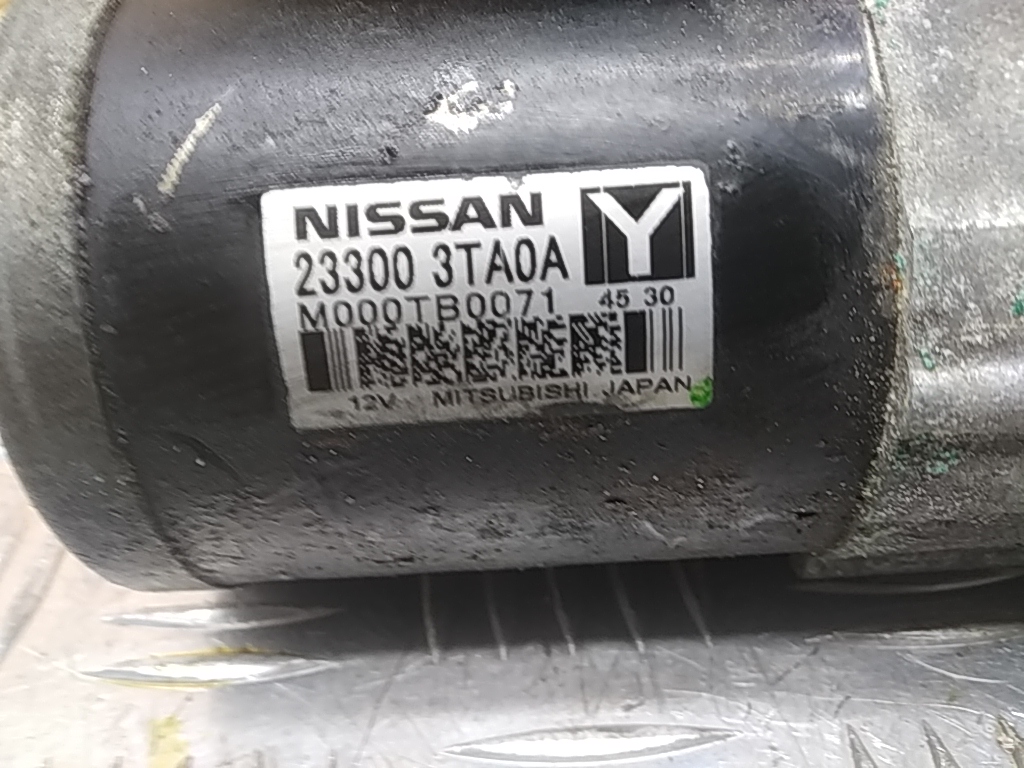 NISSAN Y
23300 3TA0A
M000TB0071 45 30
12V MITSUBISHI JAPAN